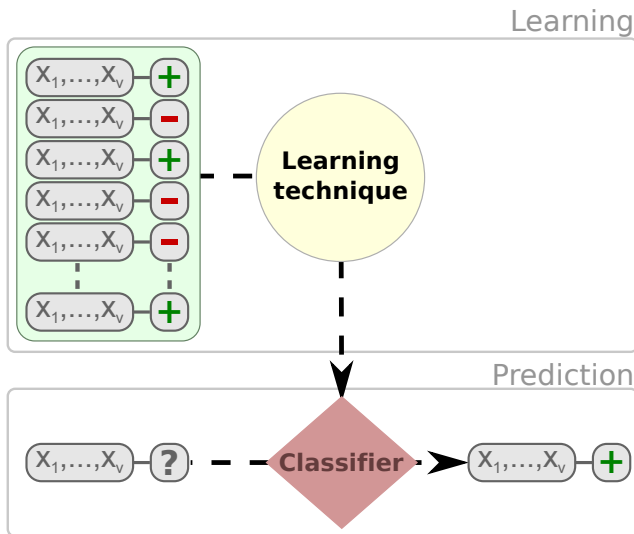 Learning
X₁,...,Xᵥ +
X₁,...,Xᵥ -
X₁,...,Xᵥ +
X₁,...,Xᵥ -
X₁,...,Xᵥ -
X₁,...,Xᵥ +
Learning
technique
Prediction
X₁,...,Xᵥ ?
Classifier
X₁,...,Xᵥ +